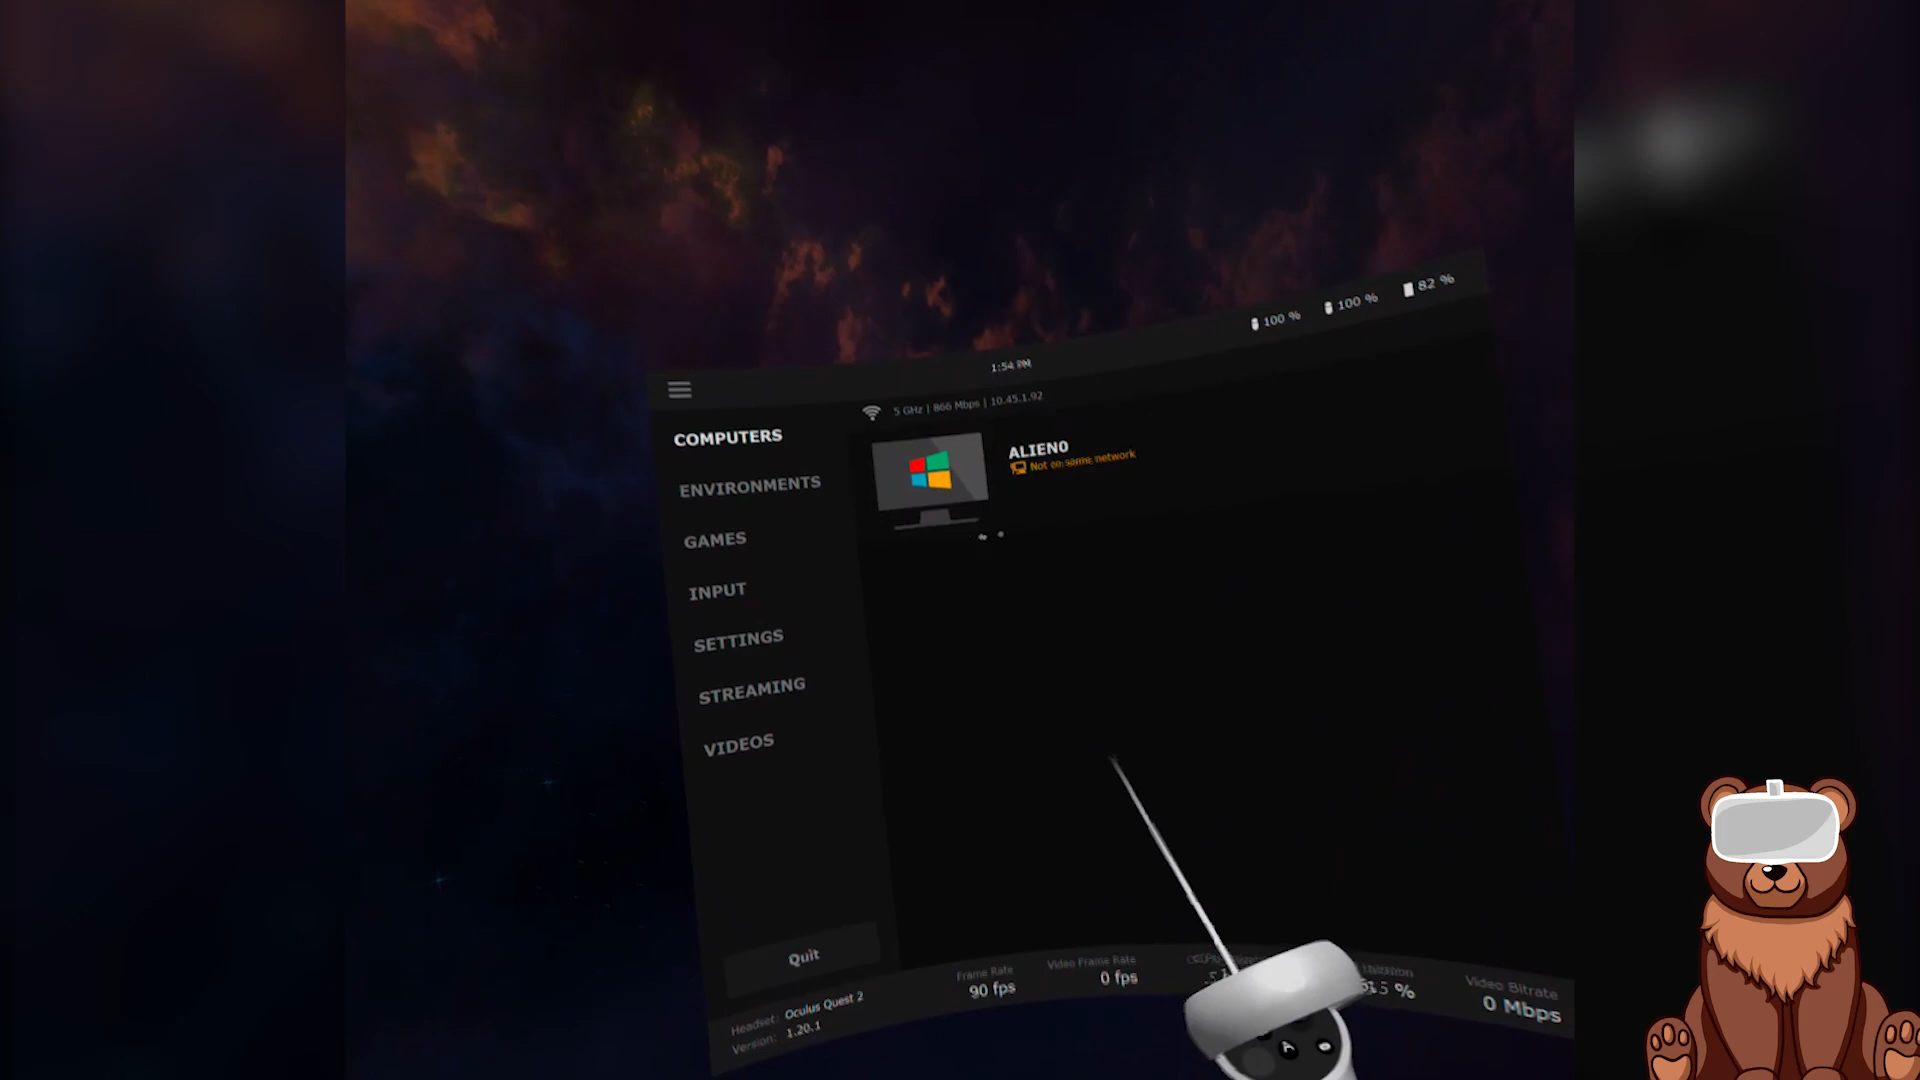 100 %
100 %
82 %
1:54 PM
5 GHz | 866 Mbps | 10.45.1.92
COMPUTERS
ALIEN0
Not on same network
ENVIRONMENTS
GAMES
INPUT
SETTINGS
STREAMING
VIDEOS
Quit
Headset: Oculus Quest 2
Version: 1.20.1
Frame Rate
90 fps
Video Frame Rate
0 fps
Video Bitrate
0 Mbps
A